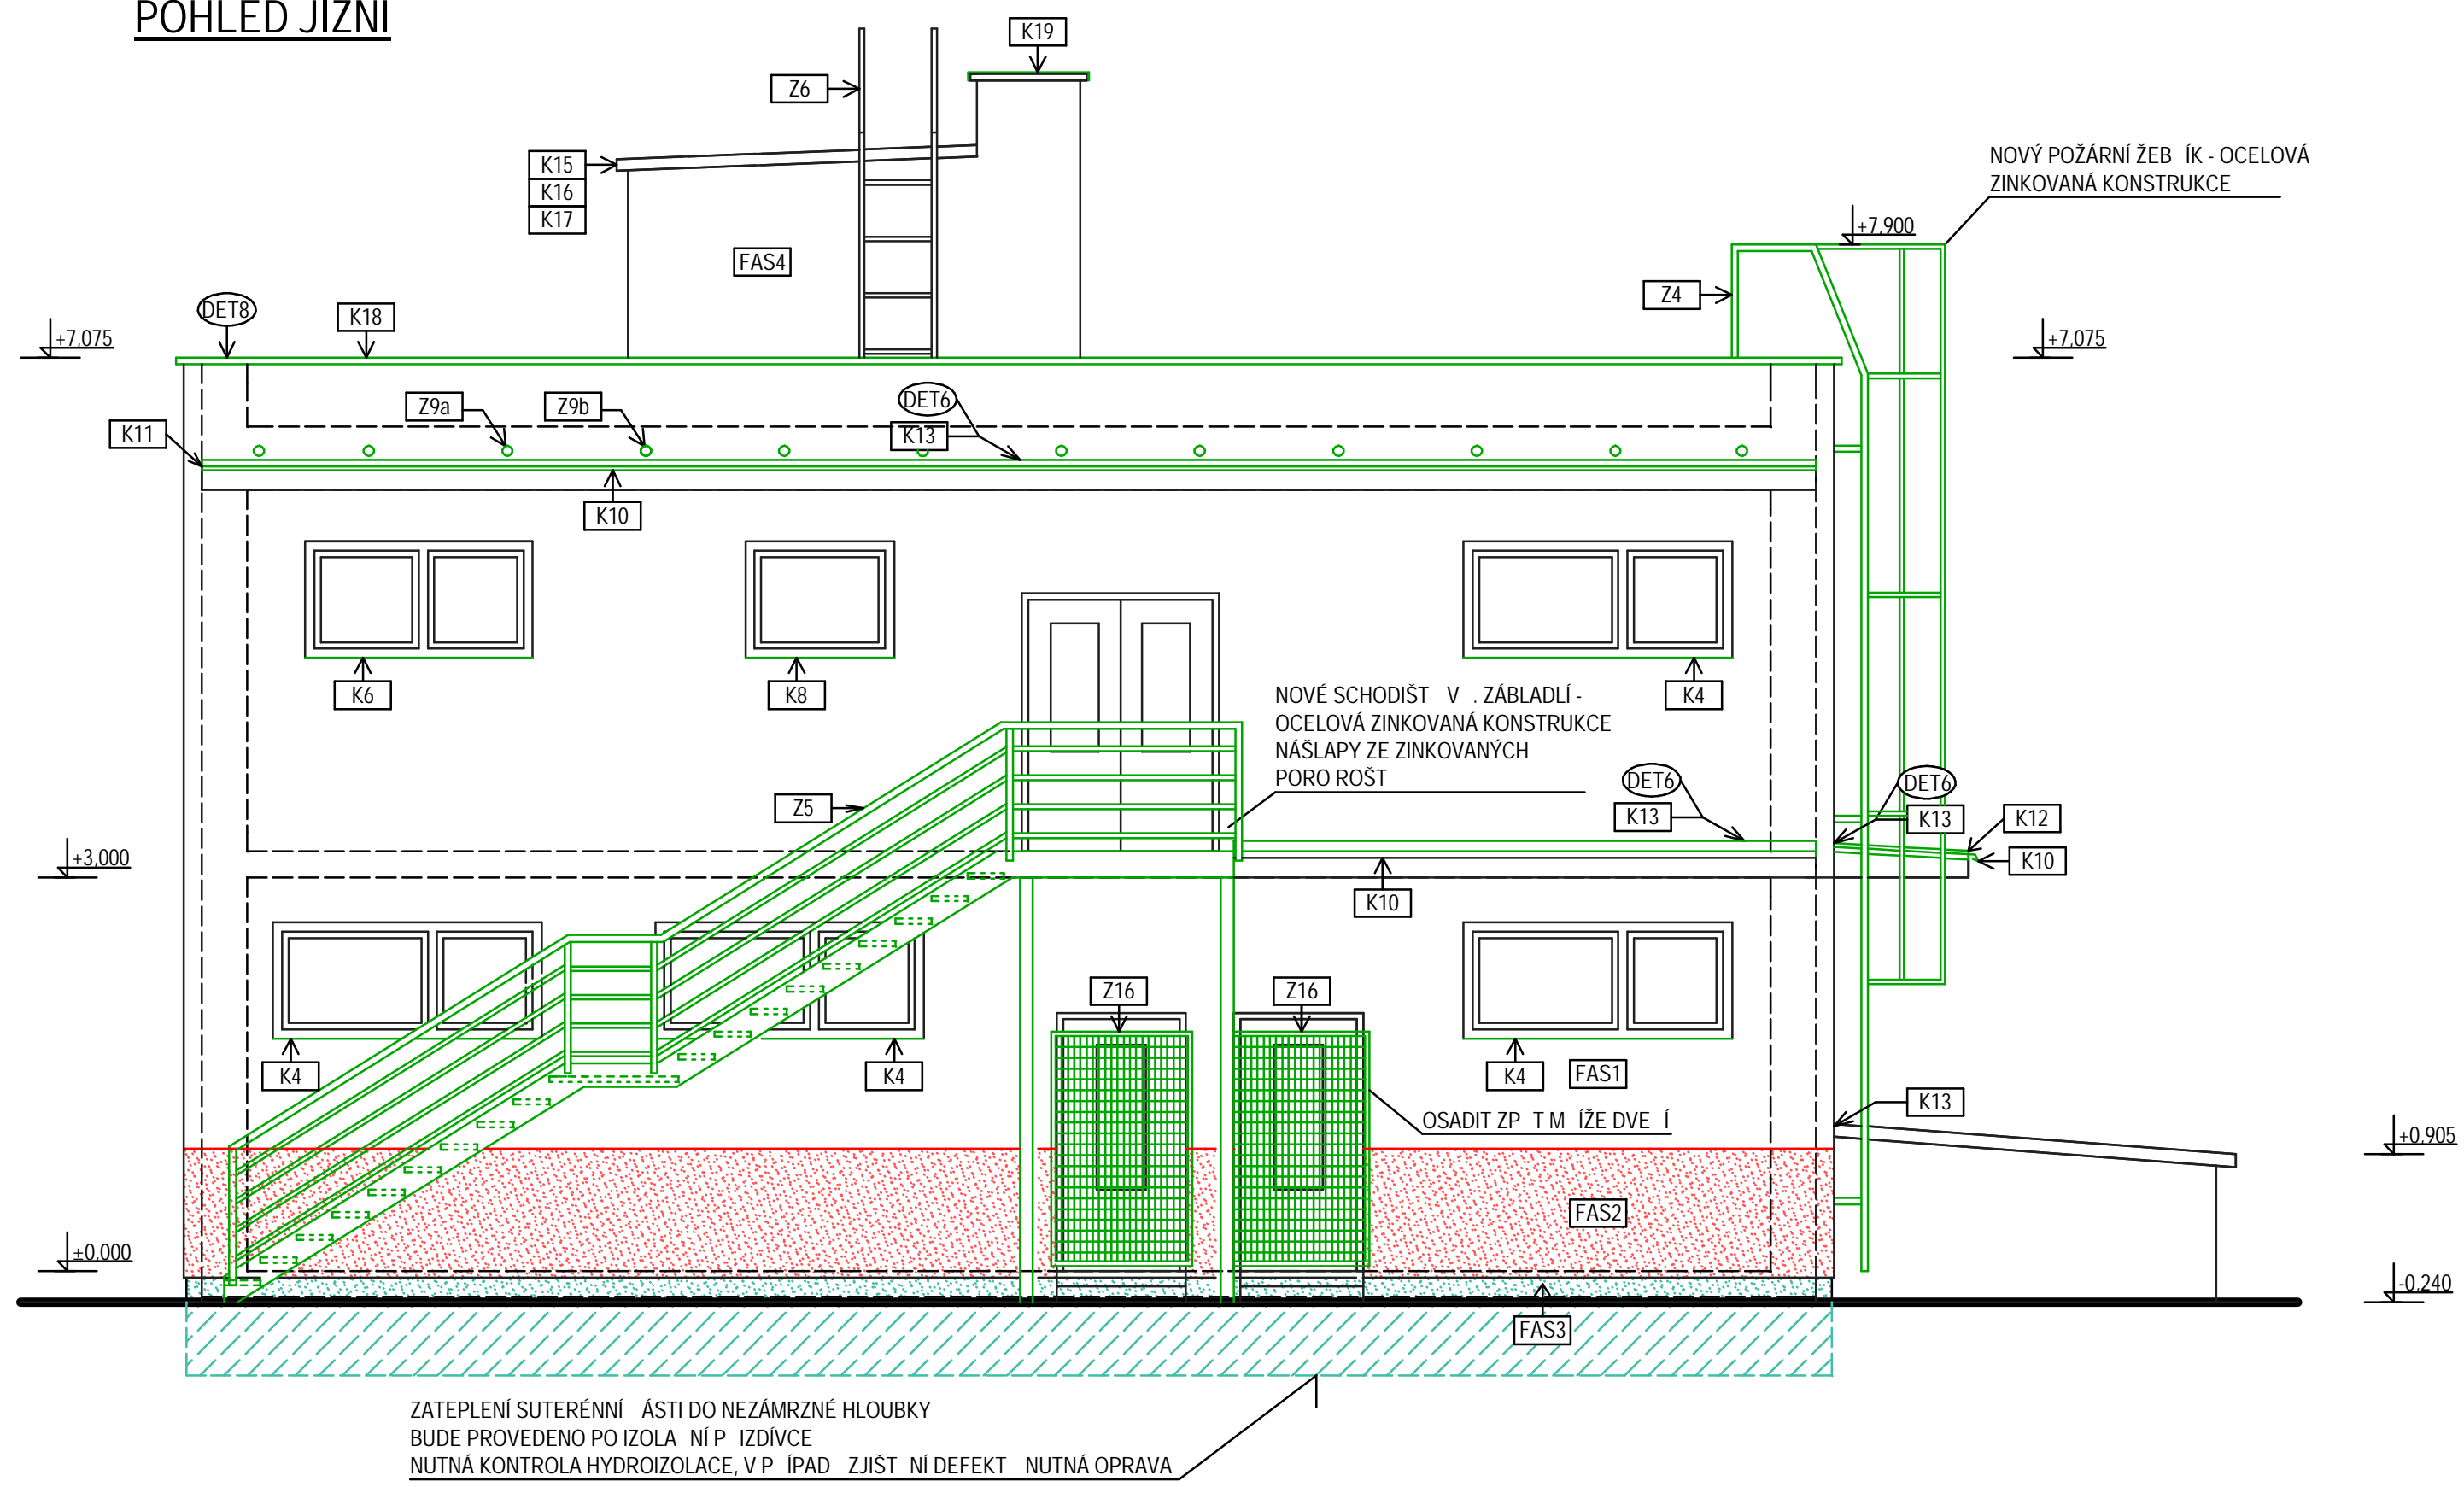 POHLED JIŽNÍ
K19
Z6
K15
K16
K17
FAS4
NOVÝ POŽÁRNÍ ŽEB ÍK - OCELOVÁ
ZINKOVANÁ KONSTRUKCE
+7,900
Z4
DET8
K18
+7,075
+7,075
Z9a
Z9b
DET6
K13
K11
K10
K6
K8
K4
NOVÉ SCHODIŠT V . ZÁBLADLÍ -
OCELOVÁ ZINKOVANÁ KONSTRUKCE
NÁŠLAPY ZE ZINKOVANÝCH
PORO ROŠT
Z5
DET6
K13
DET6
K13
K12
K10
+3,000
K10
Z16
Z16
K4
K4
K4
FAS1
K13
OSADIT ZP T M ÍŽE DVE Í
+0,905
FAS2
±0,000
-0,240
FAS3
ZATEPLENÍ SUTERÉNNÍ ÁSTI DO NEZÁMRZNÉ HLOUBKY
BUDE PROVEDENO PO IZOLA NÍ P IZDÍVCE
NUTNÁ KONTROLA HYDROIZOLACE, V P ÍPAD ZJIŠT NÍ DEFEKT NUTNÁ OPRAVA